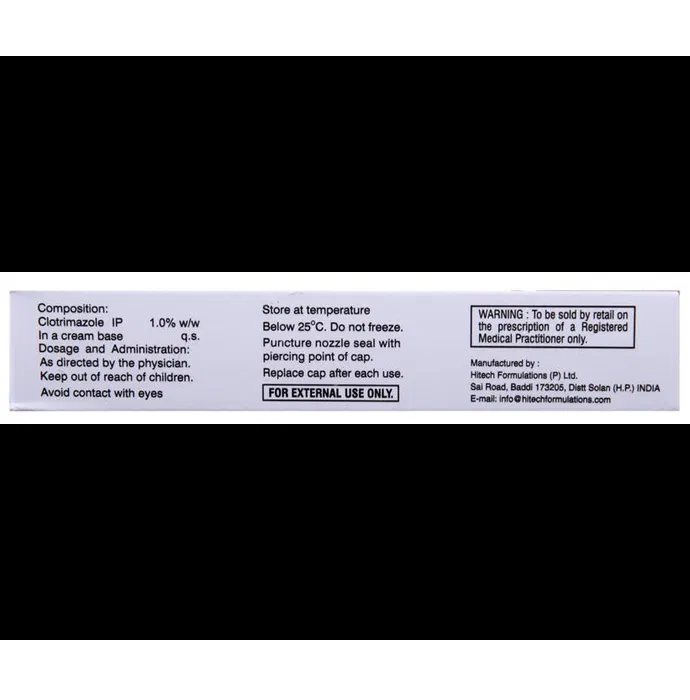 Composition:
Clotrimazole IP 1.0% w/w
In a cream base q.s.
Dosage and Administration:
As directed by the physician.
Keep out of reach of children.
Avoid contact with eyes
Store at temperature
Below 25°C. Do not freeze.
Puncture nozzle seal with
piercing point of cap.
Replace cap after each use.
FOR EXTERNAL USE ONLY.
WARNING : To be sold by retail on
the prescription of a Registered
Medical Practitioner only.
Manufactured by :
Hitech Formulations (P) Ltd.
Sai Road, Baddi 173205, Distt Solan (H.P.) INDIA
E-mail: info@hitechformulations.com